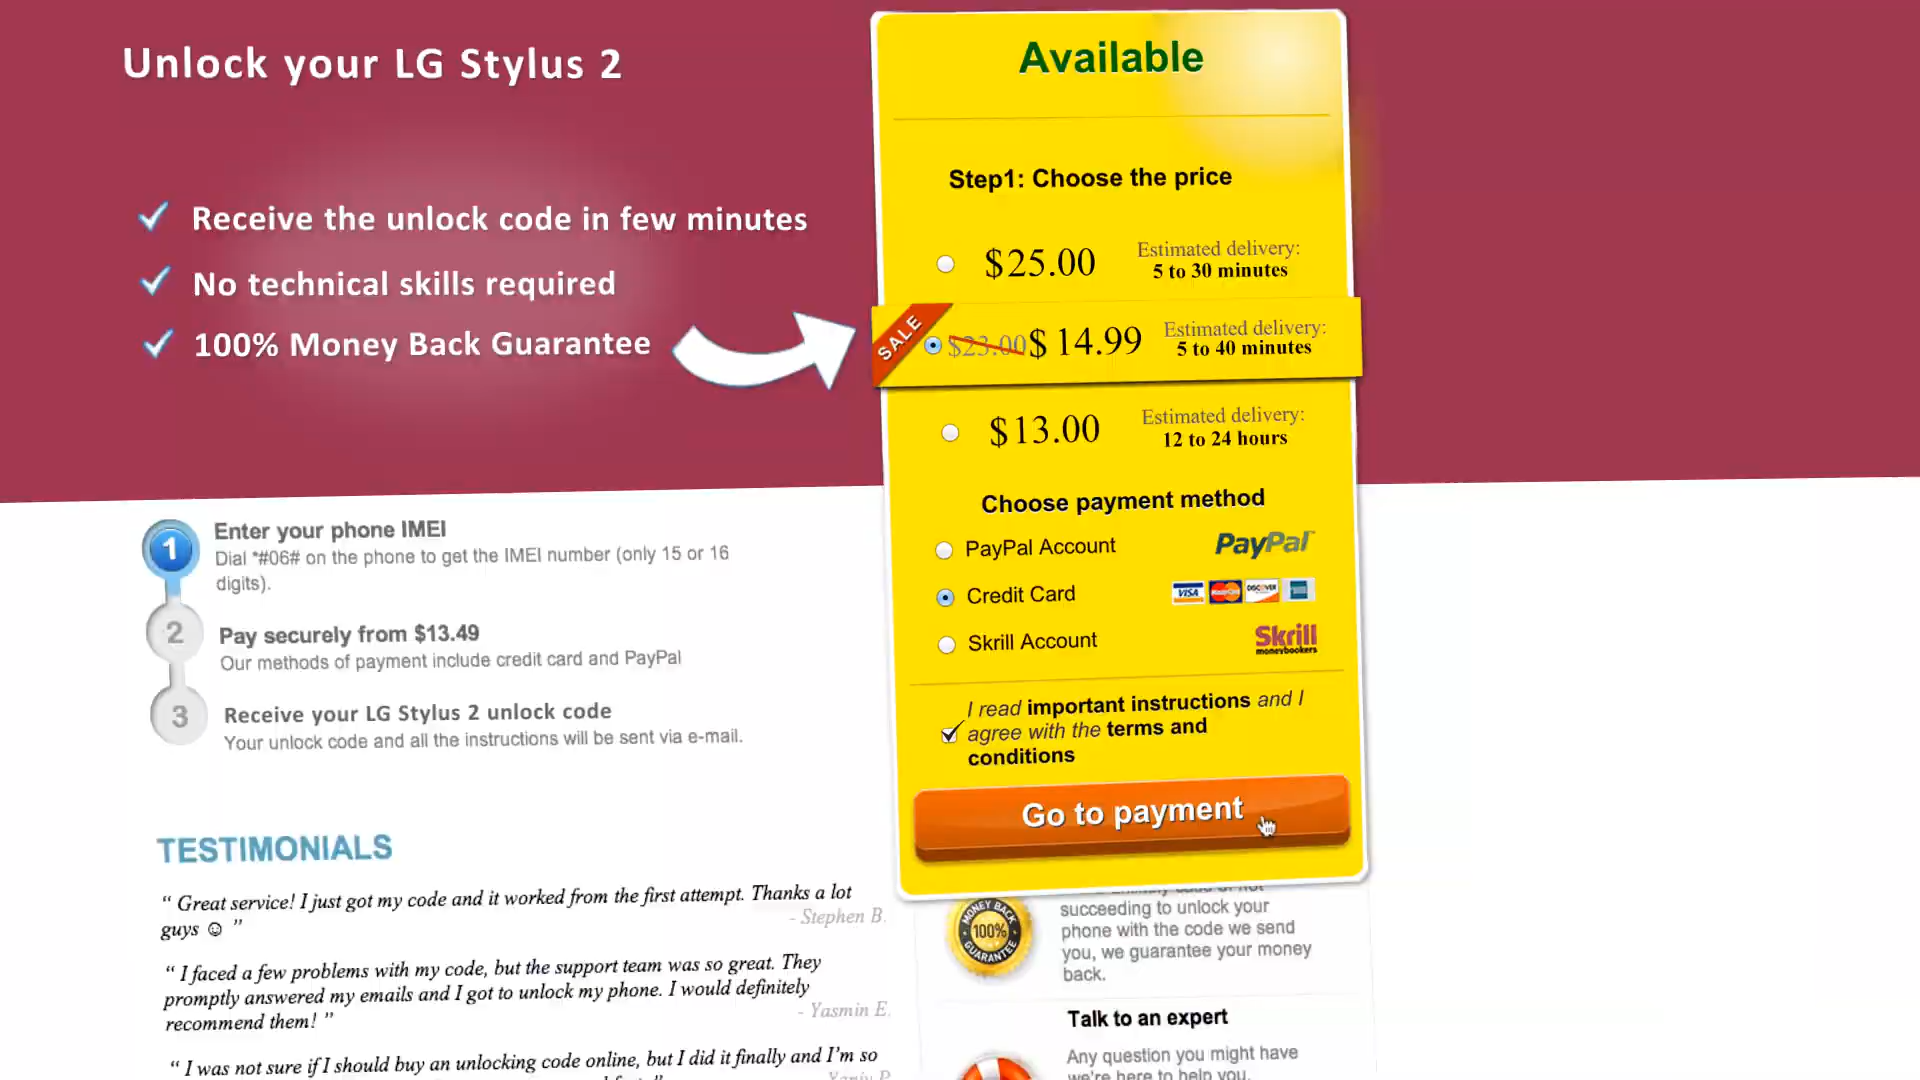 Unlock your LG Stylus 2
Receive the unlock code in few minutes
No technical skills required
100% Money Back Guarantee
Available
Step1: Choose the price
$25.00
Estimated delivery:
5 to 30 minutes
SALE
$23.00 $ 14.99
Estimated delivery:
5 to 40 minutes
$13.00
Estimated delivery:
12 to 24 hours
Choose payment method
PayPal Account
PayPal
Credit Card
VISA
DISCOVER
Skrill Account
Skrill
moneybookers
I read important instructions and I
agree with the terms and
conditions
Go to payment
1
Enter your phone IMEI
Dial *#06# on the phone to get the IMEI number (only 15 or 16
digits).
2
Pay securely from $13.49
Our methods of payment include credit card and PayPal
3
Receive your LG Stylus 2 unlock code
Your unlock code and all the instructions will be sent via e-mail.
TESTIMONIALS
“ Great service! I just got my code and it worked from the first attempt. Thanks a lot
guys ☺ ”
- Stephen B.
“ I faced a few problems with my code, but the support team was so great. They
promptly answered my emails and I got to unlock my phone. I would definitely
recommend them! ”
- Yasmin E.
“ I was not sure if I should buy an unlocking code online, but I did it finally and I'm so
MONEY BACK
100%
GUARANTEE
succeeding to unlock your
phone with the code we send
you, we guarantee your money
back.
Talk to an expert
Any question you might have
we're here to help you.